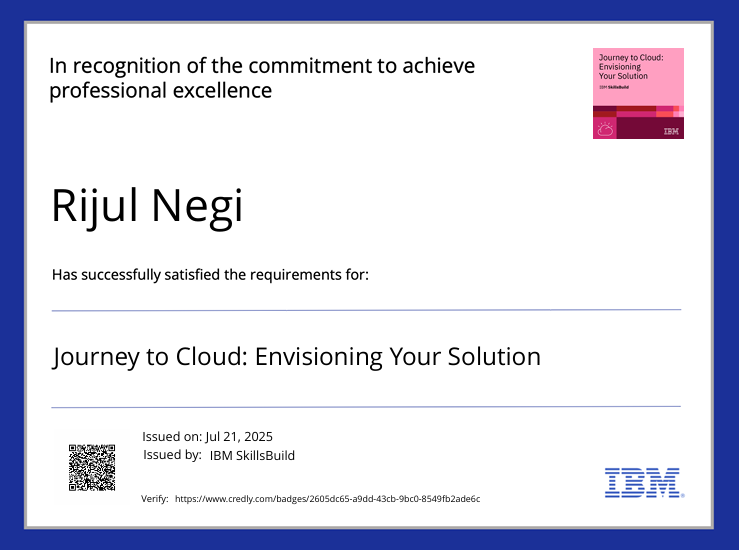 In recognition of the commitment to achieve
professional excellence
Journey to Cloud:
Envisioning
Your Solution
IBM SkillsBuild
IBM
Rijul Negi
Has successfully satisfied the requirements for:
Journey to Cloud: Envisioning Your Solution
Issued on: Jul 21, 2025
Issued by: IBM SkillsBuild
IBM®
Verify: https://www.credly.com/badges/2605dc65-a9dd-43cb-9bc0-8549fb2ade6c